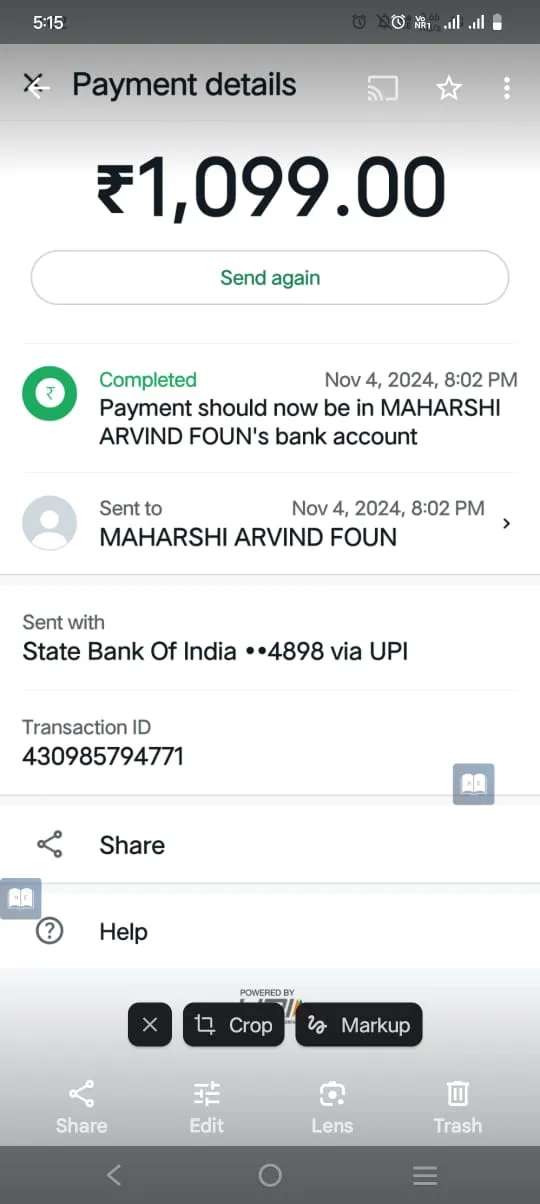 5:15
Payment details
₹1,099.00
Send again
Completed
Nov 4, 2024, 8:02 PM
Payment should now be in MAHARSHI
ARVIND FOUN's bank account
Sent to
Nov 4, 2024, 8:02 PM
MAHARSHI ARVIND FOUN
Sent with
State Bank Of India ••4898 via UPI
Transaction ID
430985794771
Share
Help
POWERED BY
Crop
Markup
Share
Edit
Lens
Trash